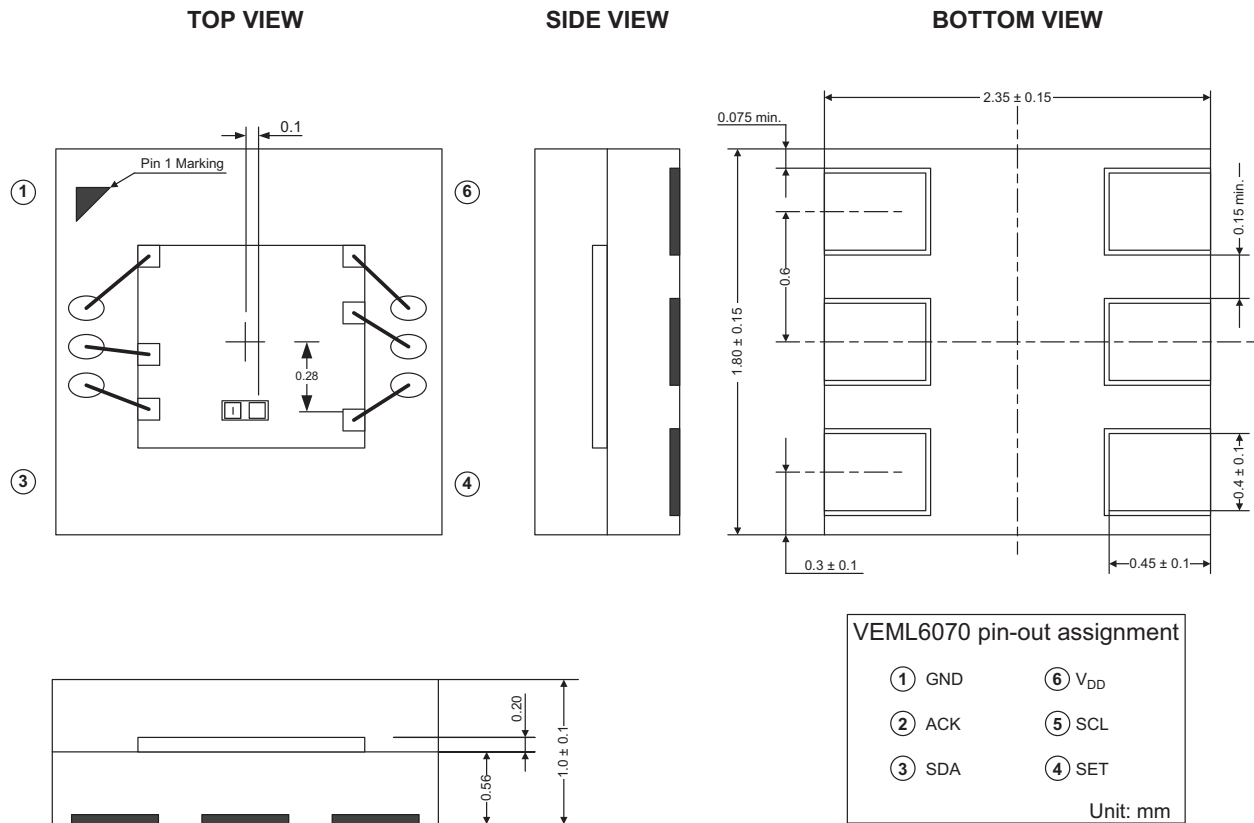 TOP VIEW
SIDE VIEW
BOTTOM VIEW
0.1
Pin 1 Marking
1
6
0.28
3
4
2.35 ± 0.15
0.075 min.
0.15 min.
0.6
1.80 ± 0.15
0.4 ± 0.1
0.3 ± 0.1
0.45 ± 0.1
0.20
1.0 ± 0.1
0.56
VEML6070 pin-out assignment
1 GND 6 VDD
2 ACK 5 SCL
3 SDA 4 SET
Unit: mm